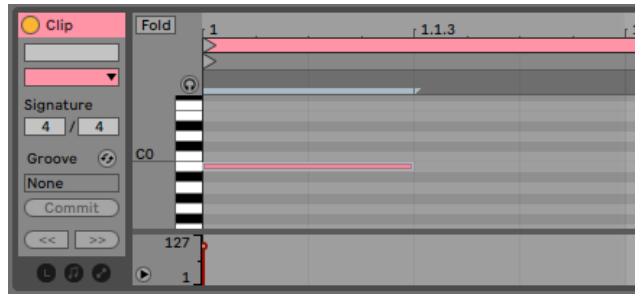 Clip
Fold
1
1.1.3
Signature
4 / 4
Groove
C0
None
Commit
<< >>
127
1
L